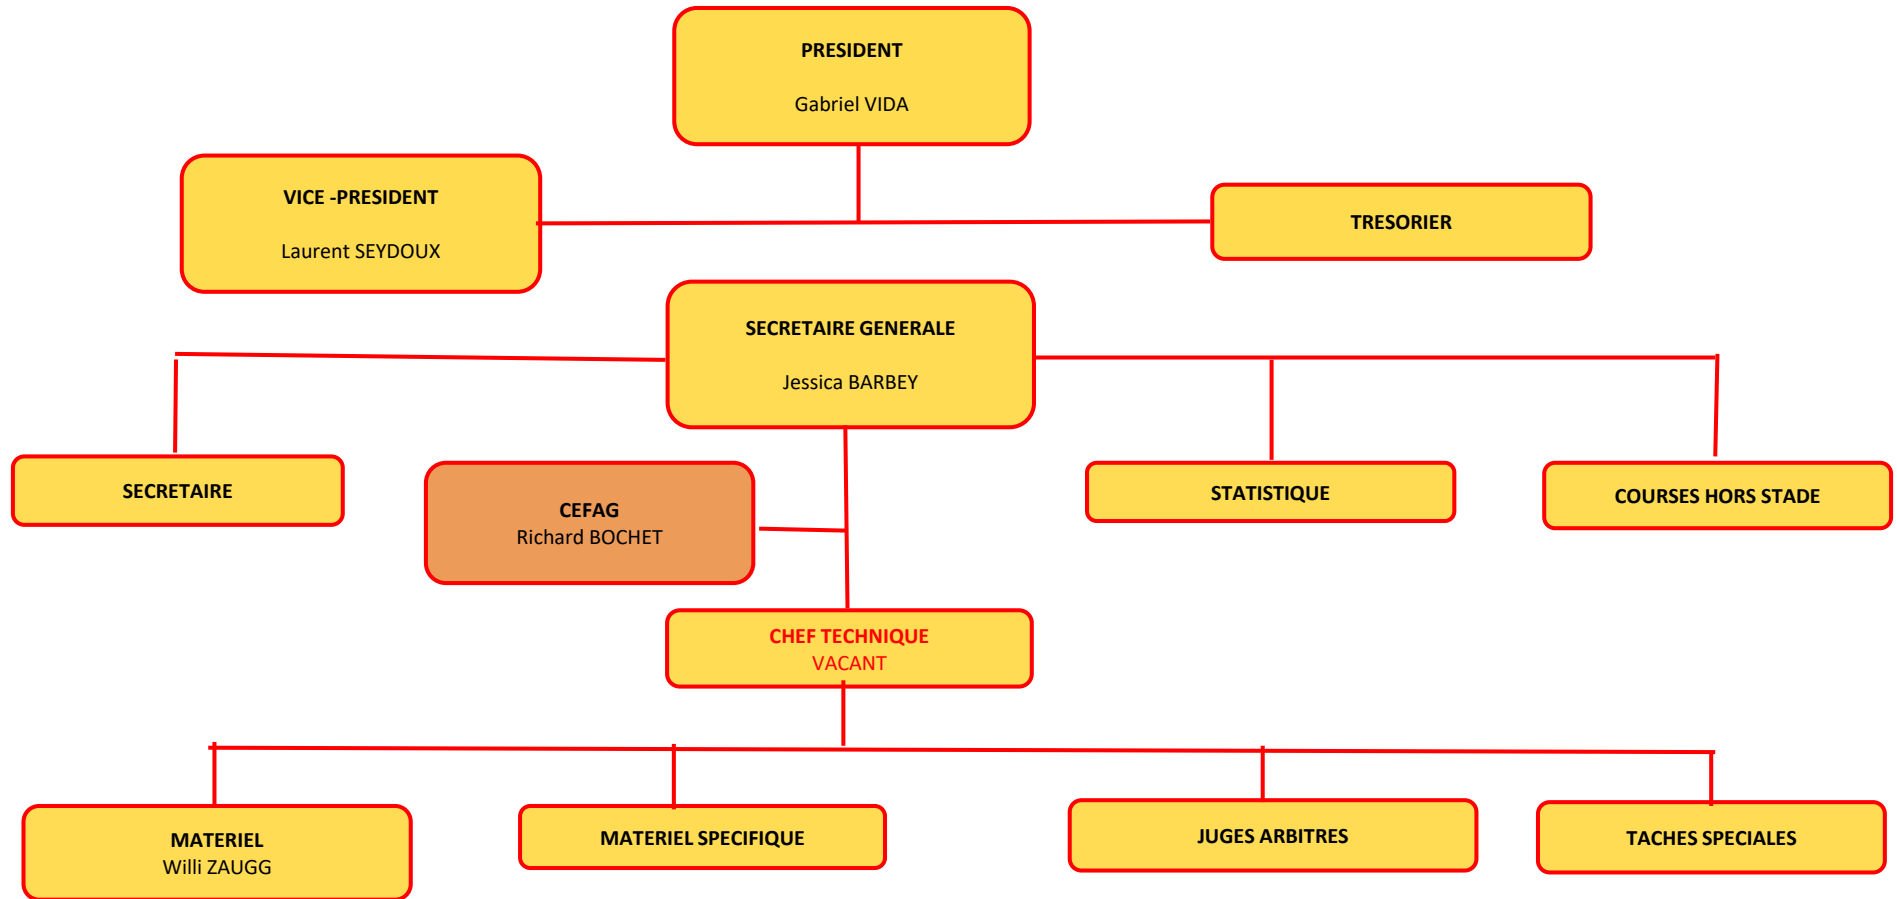 PRESIDENT
Gabriel VIDA
VICE -PRESIDENT
Laurent SEYDOUX
TRESORIER
SECRETAIRE GENERALE
Jessica BARBEY
SECRETAIRE
CEFAG
Richard BOCHET
STATISTIQUE
COURSES HORS STADE
CHEF TECHNIQUE
VACANT
MATERIEL
Willi ZAUGG
MATERIEL SPECIFIQUE
JUGES ARBITRES
TACHES SPECIALES